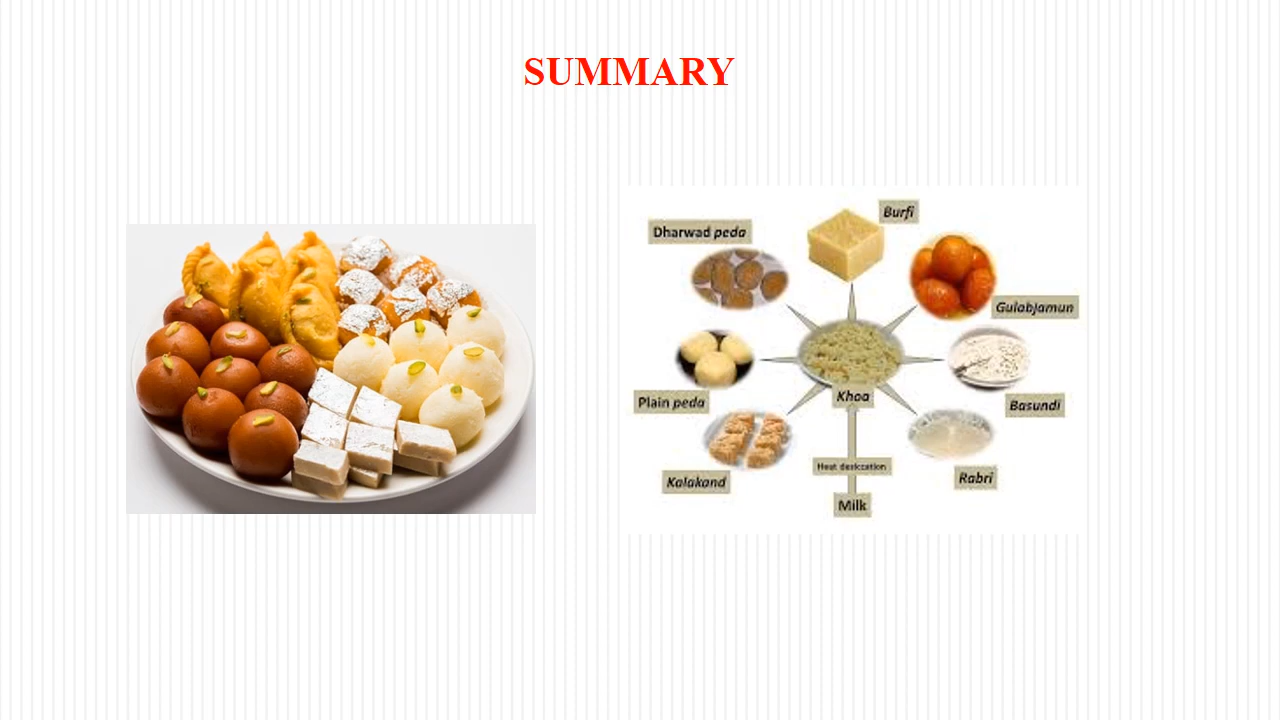 SUMMARY
Burfi
Dharwad peda
Gulabjamun
Khoa
Plain peda
Basundi
Heat desiccation
Kalakand
Rabri
Milk